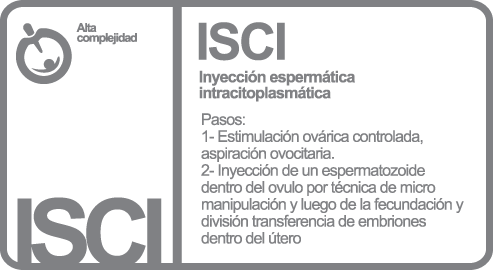 Alta
complejidad
ISCI
ISCI
Inyección espermática
intracitoplasmática
Pasos:
1- Estimulación ovárica controlada,
aspiración ovocitaria.
2- Inyección de un espermatozoide
dentro del ovulo por técnica de micro
manipulación y luego de la fecundación y
división transferencia de embriones
dentro del útero